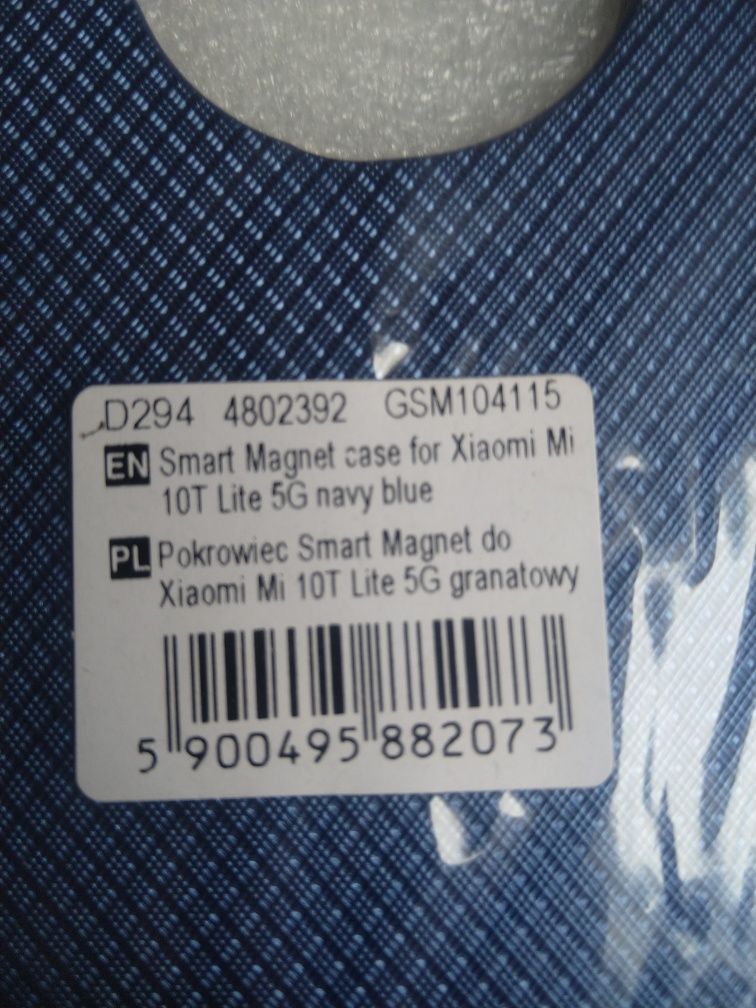 D294 4802392 GSM104115
EN Smart Magnet case for Xiaomi Mi
10T Lite 5G navy blue
PL Pokrowiec Smart Magnet do
Xiaomi Mi 10T Lite 5G granatowy
5 900495 882073